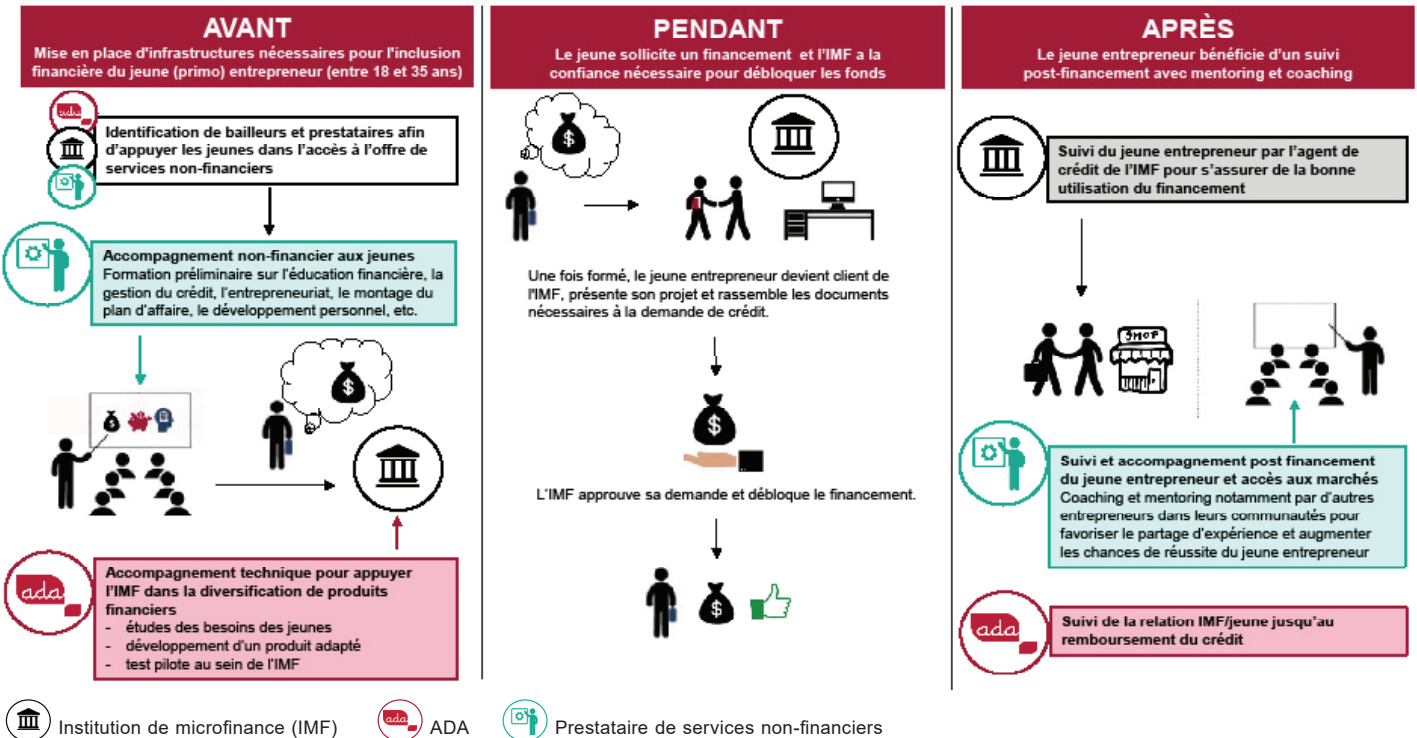 AVANT
Mise en place d'infrastructures nécessaires pour l'inclusion
financière du jeune (primo) entrepreneur (entre 18 et 35 ans)
ada
Identification de bailleurs et prestataires afin
d'appuyer les jeunes dans l'accès à l'offre de
services non-financiers
Accompagnement non-financier aux jeunes
Formation préliminaire sur l'éducation financière, la
gestion du crédit, l'entrepreneuriat, le montage du
plan d'affaire, le développement personnel, etc.
$
$
ada
Accompagnement technique pour appuyer
l'IMF dans la diversification de produits
financiers
- études des besoins des jeunes
- développement d'un produit adapté
- test pilote au sein de l'IMF
PENDANT
Le jeune sollicite un financement et l'IMF a la
confiance nécessaire pour débloquer les fonds
$
Une fois formé, le jeune entrepreneur devient client de
l'IMF, présente son projet et rassemble les documents
nécessaires à la demande de crédit.
$
L'IMF approuve sa demande et débloque le financement.
$
APRÈS
Le jeune entrepreneur bénéficie d'un suivi
post-financement avec mentoring et coaching
Suivi du jeune entrepreneur par l'agent de
crédit de l'IMF pour s'assurer de la bonne
utilisation du financement
SHOP
Suivi et accompagnement post financement
du jeune entrepreneur et accès aux marchés
Coaching et mentoring notamment par d'autres
entrepreneurs dans leurs communautés pour
favoriser le partage d'expérience et augmenter
les chances de réussite du jeune entrepreneur
ada
Suivi de la relation IMF/jeune jusqu'au
remboursement du crédit
Institution de microfinance (IMF)
ada
ADA
Prestataire de services non-financiers